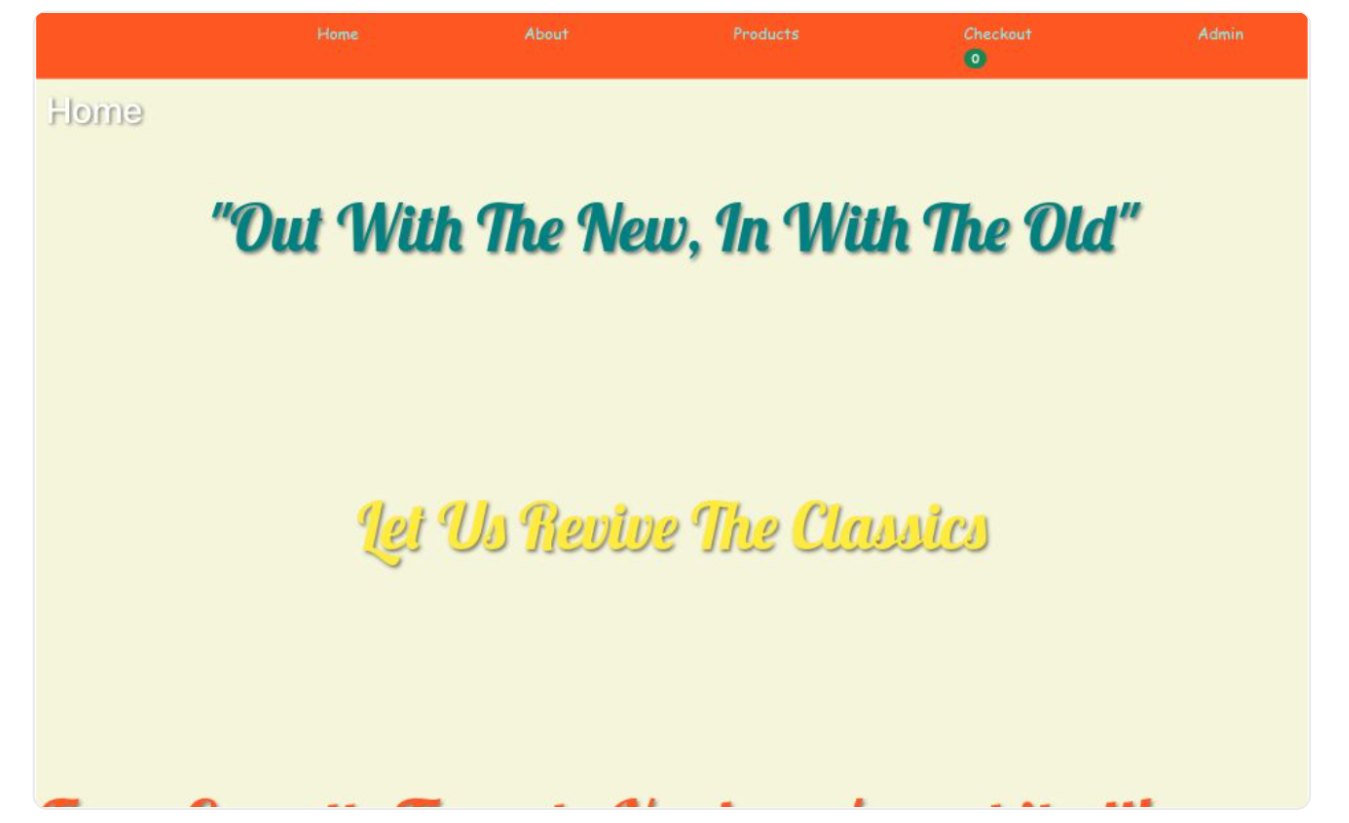 Home About Products Checkout Admin
0
Home
"Out With The New, In With The Old"
Let Us Revive The Classics